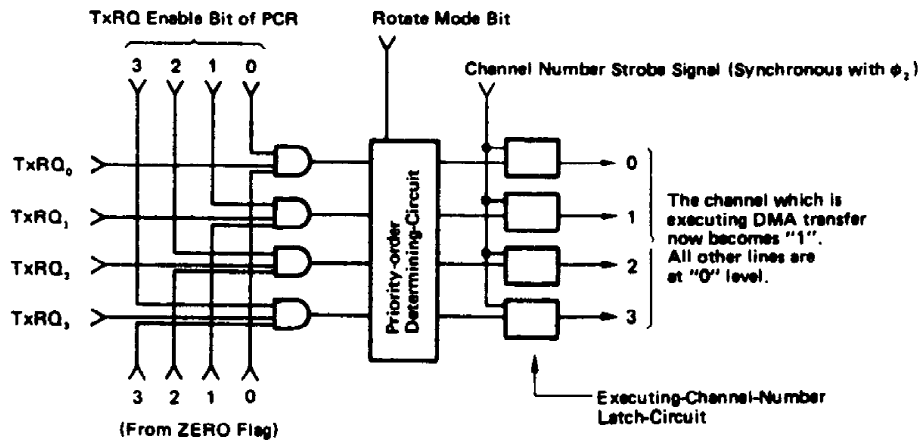 TxRQ Enable Bit of PCR
Rotate Mode Bit
3 2 1 0
Channel Number Strobe Signal (Synchronous with ϕ₂)
TxRQ₀
TxRQ₁
TxRQ₂
TxRQ₃
Priority-order
Determining-Circuit
0
1
2
3
The channel which is
executing DMA transfer
now becomes "1".
All other lines are
at "0" level.
3 2 1 0
(From ZERO Flag)
Executing-Channel-Number
Latch-Circuit